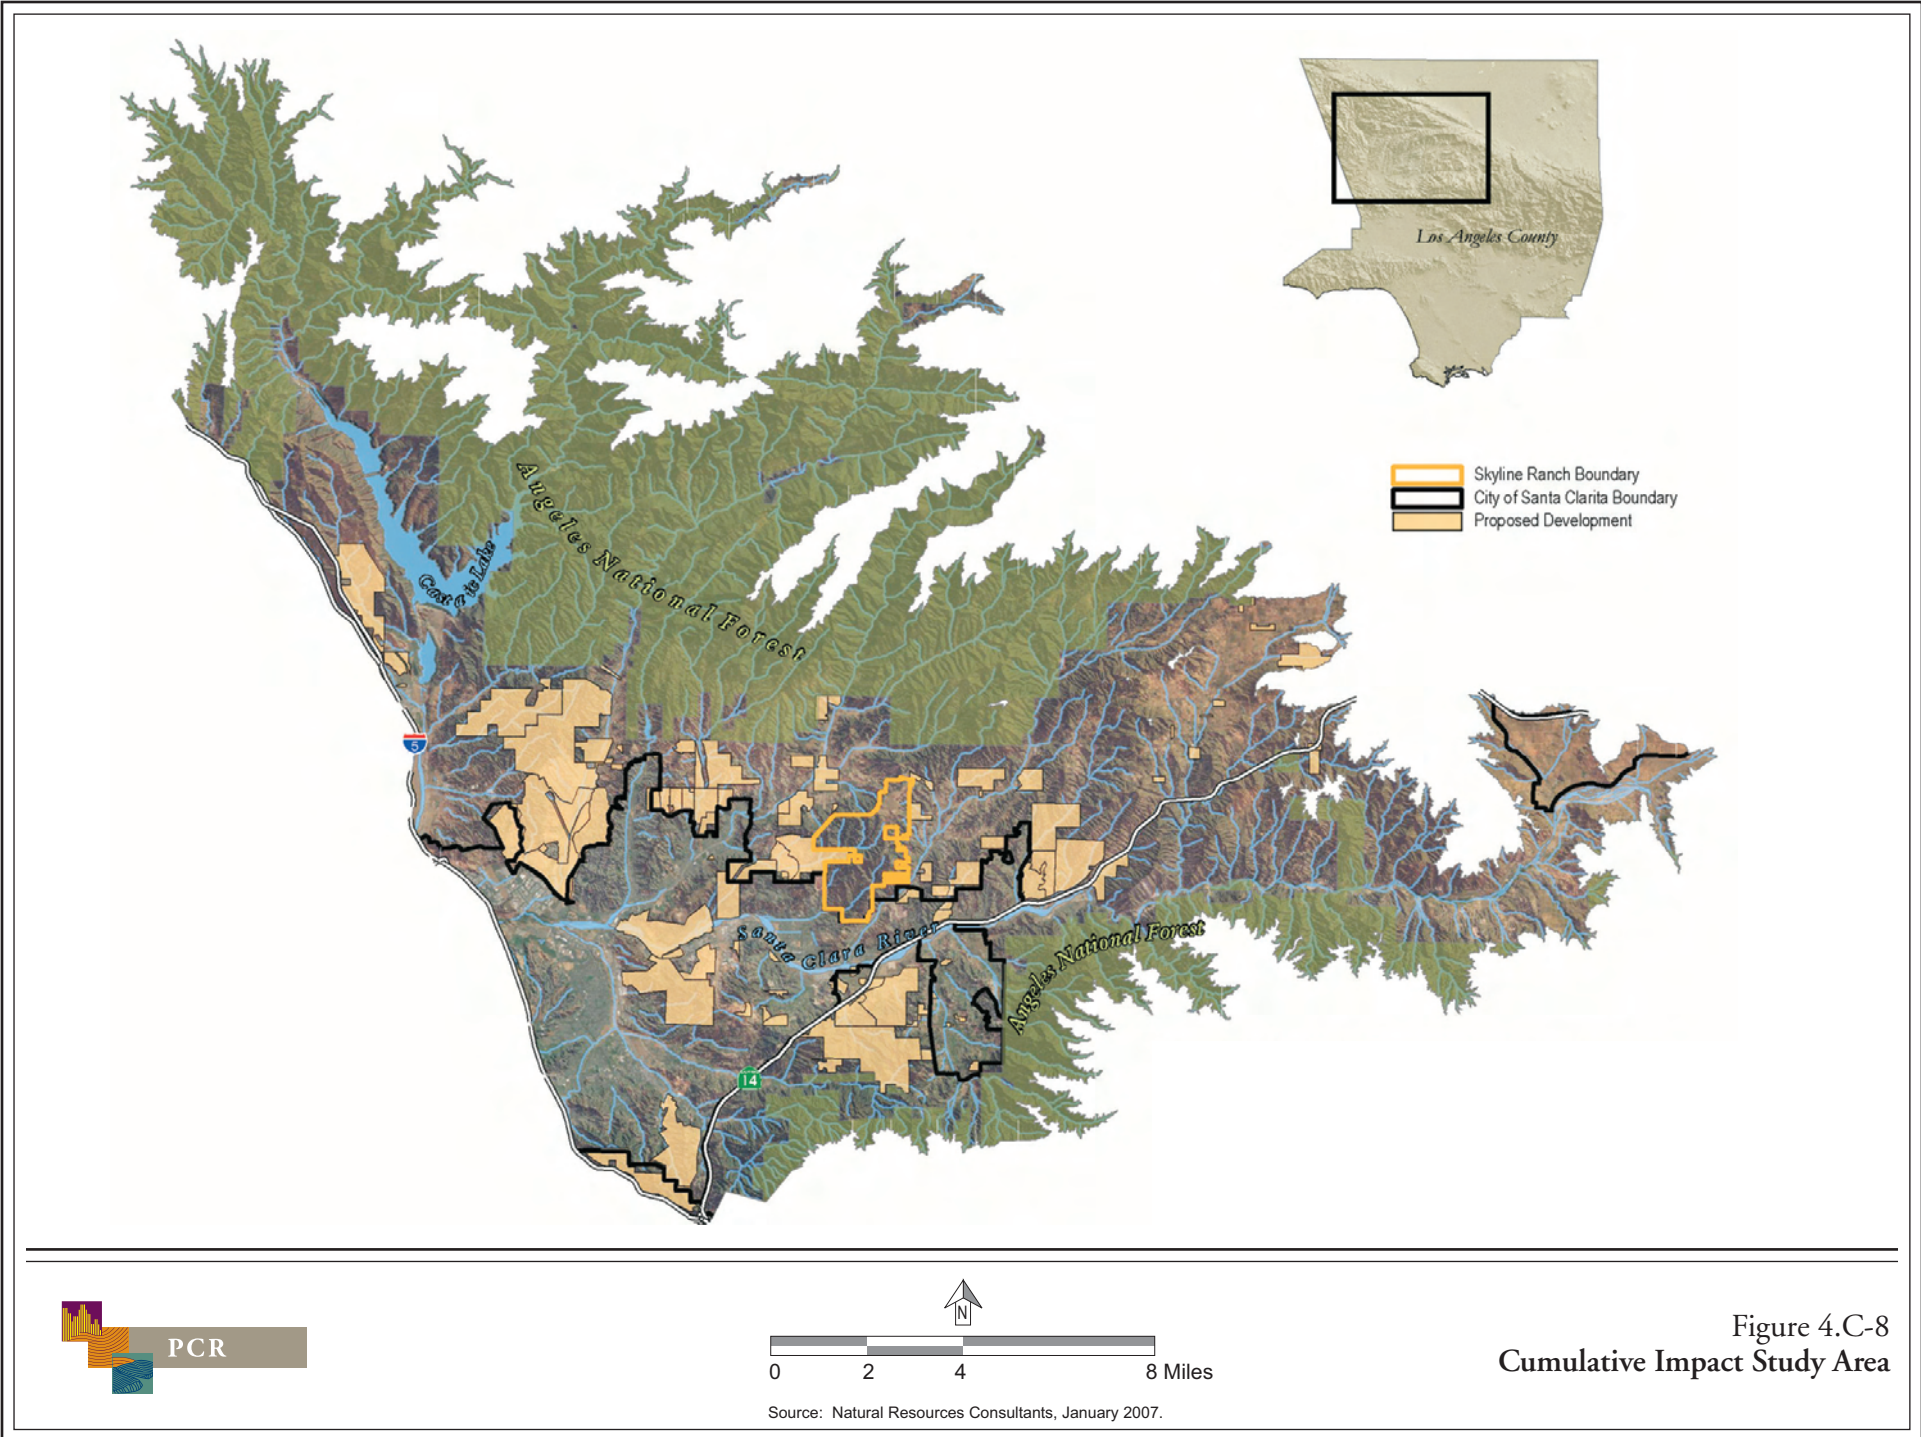 Los Angeles County
Skyline Ranch Boundary
City of Santa Clarita Boundary
Proposed Development
Angeles National Forest
Castaic Lake
5
Santa Clara River
Angeles National Forest
14
PCR
N
0 2 4 8 Miles
Source: Natural Resources Consultants, January 2007.
Figure 4.C-8
Cumulative Impact Study Area